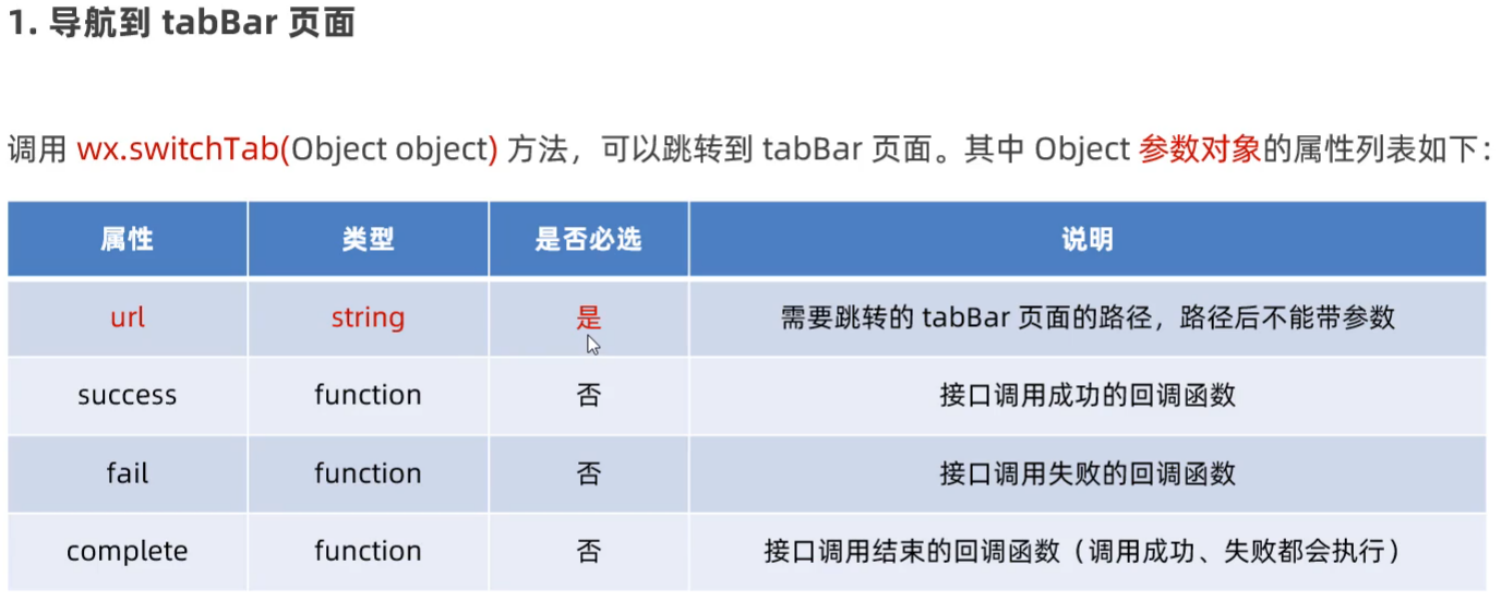 1. 导航到 tabBar 页面
调用 wx.switchTab(Object object) 方法，可以跳转到 tabBar 页面。其中 Object 参数对象的属性列表如下：
属性 类型 是否必选 说明
url string 是 需要跳转的 tabBar 页面的路径，路径后不能带参数
success function 否 接口调用成功的回调函数
fail function 否 接口调用失败的回调函数
complete function 否 接口调用结束的回调函数（调用成功、失败都会执行）